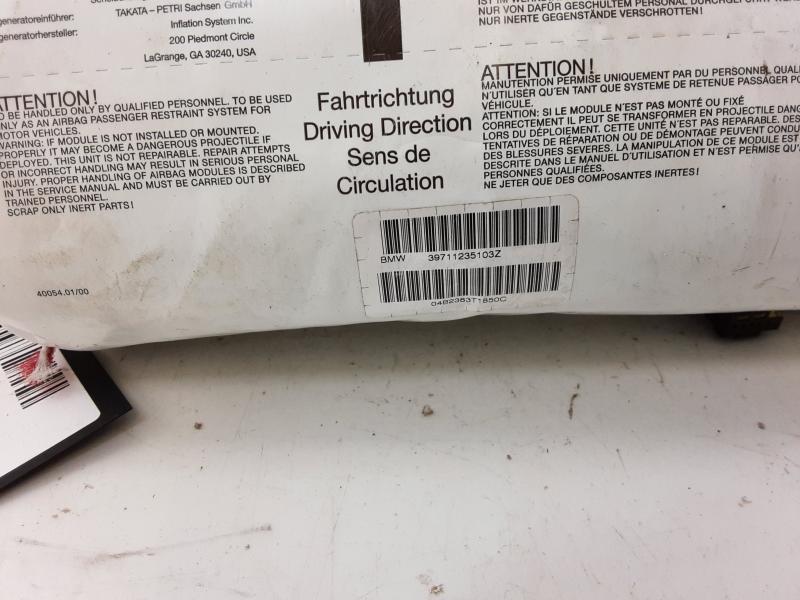 TAKATA – PETRI Sachsen GmbH
generatoreinführer:
Inflation System Inc.
generatorhersteller:
200 Piedmont Circle
LaGrange, GA 30240, USA
NUR VON DAFÜR GESCHULTEM PERSONAL
NUR INERTE GEGENSTÄNDE VERSCHROTTEN!
ATTENTION!
TO BE HANDLED ONLY BY QUALIFIED PERSONNEL. TO BE USED
ONLY AS AN AIRBAG PASSENGER RESTRAINT SYSTEM FOR
MOTOR VEHICLES.
WARNING: IF MODULE IS NOT INSTALLED OR MOUNTED.
PROPERLY IT MAY BECOME A DANGEROUS PROJECTILE IF
DEPLOYED. THIS UNIT IS NOT REPAIRABLE. REPAIR ATTEMPTS
OR INCORRECT HANDLING MAY RESULT IN SERIOUS PERSONAL
INJURY. PROPER HANDLING OF AIRBAG MODULES IS DESCRIBED
IN THE SERVICE MANUAL AND MUST BE CARRIED OUT BY
TRAINED PERSONNEL.
SCRAP ONLY INERT PARTS!
40054.01/00
Fahrtrichtung
Driving Direction
Sens de
Circulation
ATTENTION!
MANUTENTION PERMISE UNIQUEMENT PAR DU PERSONNEL
N'UTILISER QU'EN TANT QUE SYSTEME DE RETENUE PASSAGER
VÉHICULE.
ATTENTION: SI LE MODULE N'EST PAS MONTÉ OU FIXÉ
CORRECTEMENT IL PEUT SE TRANSFORMER EN PROJECTILE
LORS DU DÉPLOIEMENT. CETTE UNITÉ N'EST PAS REPARABLE. DES
TENTATIVES DE RÉPARATION OU DE DÉMONTAGE PEUVENT
DES BLESSURES SEVERES. LA MANIPULATION DE CE MODULE EST
DESCRITE DANS LE MANUEL D'UTILISATION ET N'EST PERMISE
PERSONNES QUALIFIÉES.
NE JETER QUE DES COMPOSANTES INERTES!
BMW 39711235103Z
04B2383T1850C